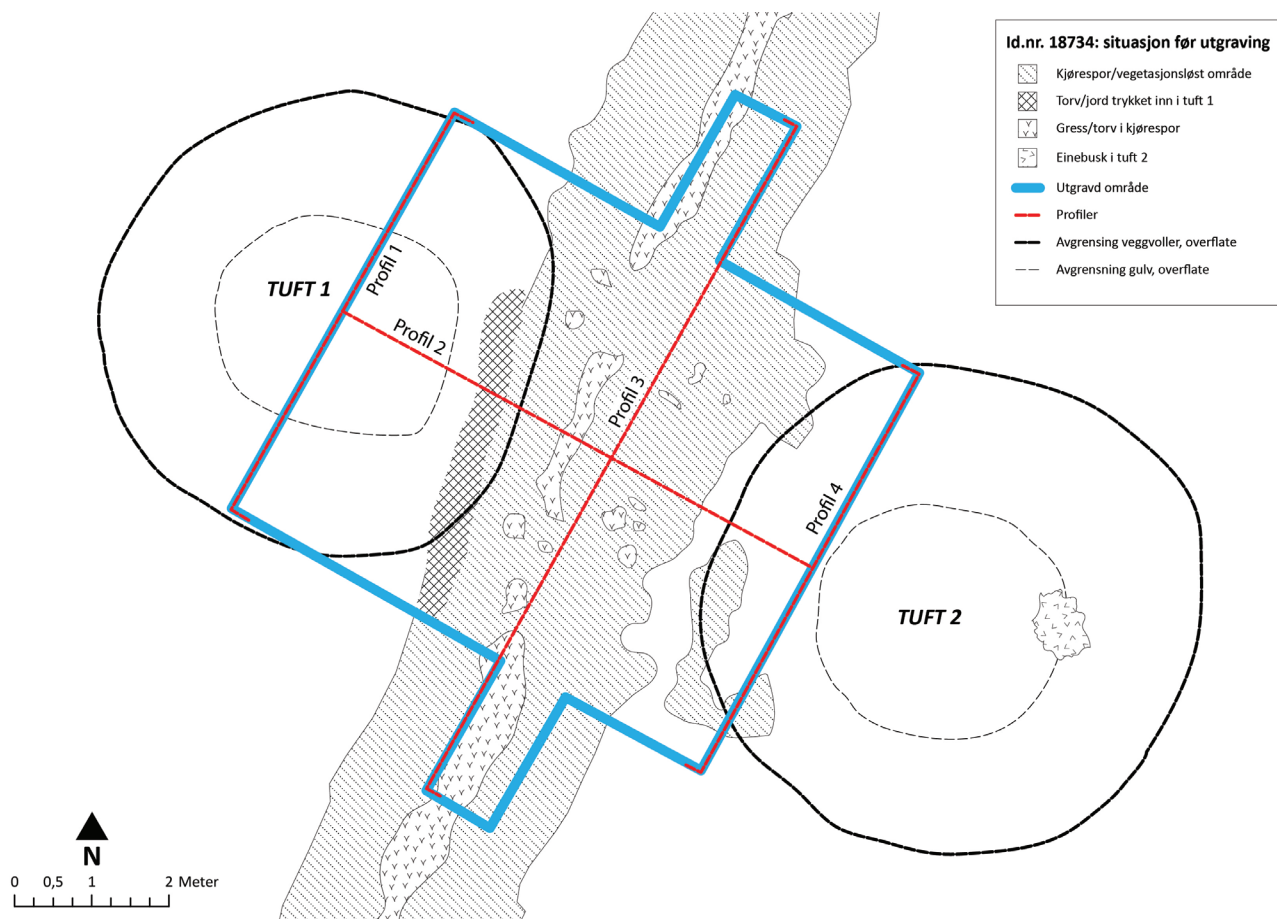 Id.nr. 18734: situasjon før utgraving
Kjørespor/vegetasjonsløst område
Torv/jord trykket inn i tuft 1
Gress/torv i kjørespor
Einebusk i tuft 2
Utgravd område
Profiler
Avgrensing veggvoller, overflate
Avgrensning gulv, overflate
TUFT 1
Profil 1
Profil 2
Profil 3
Profil 4
TUFT 2
N
0 0,5 1 2 Meter